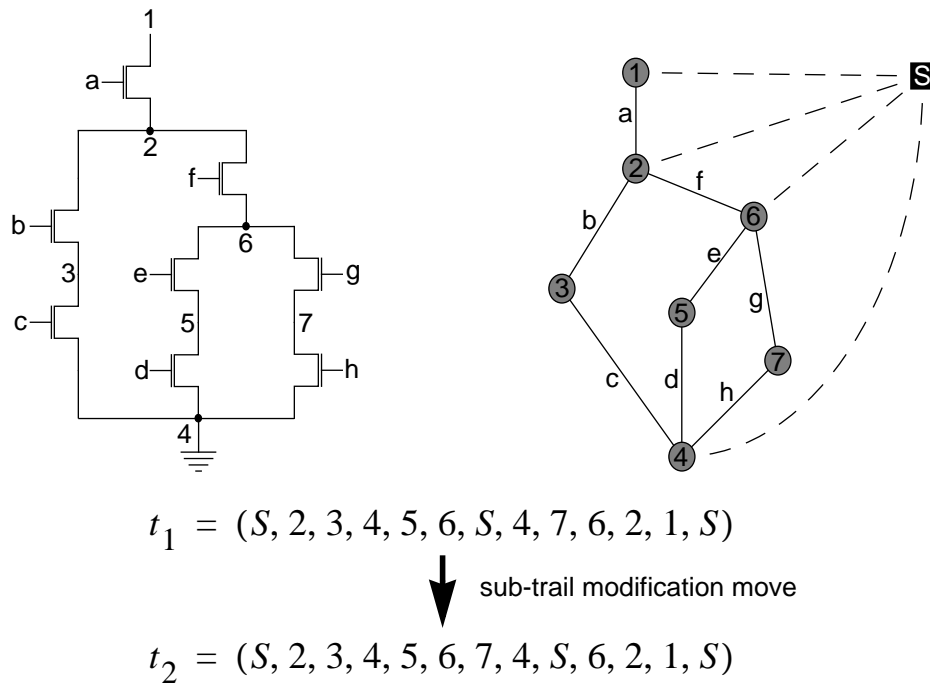 1
a
2
f
b
6
3
e
g
5
7
c
d
h
4
1
S
a
2
f
6
b
e
3
5
g
7
c
d
h
4
t1 = (S, 2, 3, 4, 5, 6, S, 4, 7, 6, 2, 1, S)
sub-trail modification move
t2 = (S, 2, 3, 4, 5, 6, 7, 4, S, 6, 2, 1, S)